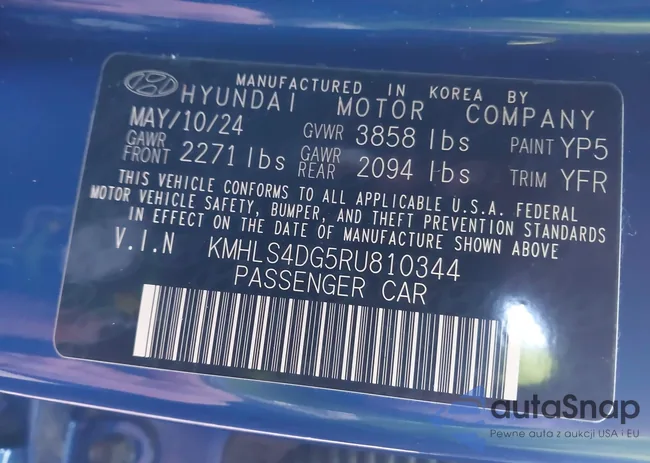 MANUFACTURED IN KOREA BY
HYUNDAI MOTOR COMPANY
MAY/10/24 GVWR 3858 lbs PAINT YP5
GAWR FRONT 2271 lbs GAWR REAR 2094 lbs TRIM YFR
THIS VEHICLE CONFORMS TO ALL APPLICABLE U.S.A. FEDERAL
MOTOR VEHICLE SAFETY, BUMPER, AND THEFT PREVENTION STANDARDS
IN EFFECT ON THE DATE OF MANUFACTURE SHOWN ABOVE
V.I.N KMHLS4DG5RU810344
PASSENGER CAR
autaSnap
Pewne auta z aukcji USA i EU